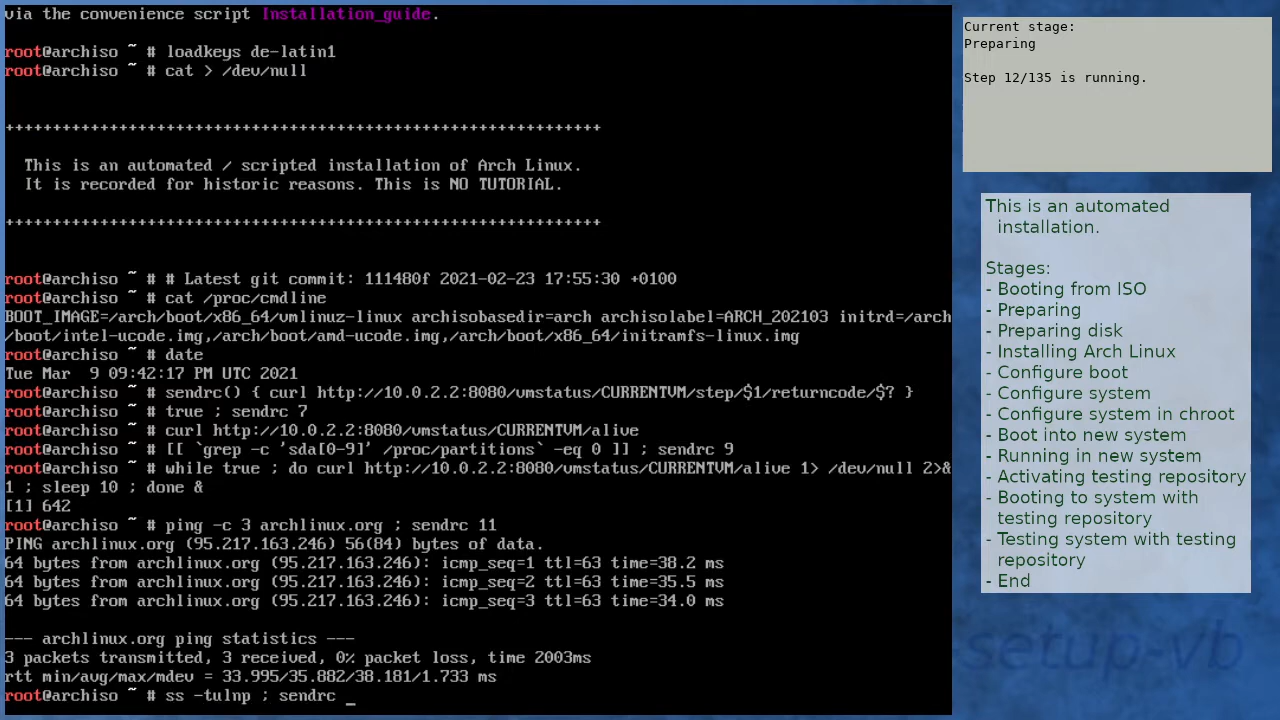 via the convenience script Installation_guide.
root@archiso ~ # loadkeys de-latin1
root@archiso ~ # cat > /dev/null
+++++++++++++++++++++++++++++++++++++++++++++++++++++++++++++++
This is an automated / scripted installation of Arch Linux.
It is recorded for historic reasons. This is NO TUTORIAL.
+++++++++++++++++++++++++++++++++++++++++++++++++++++++++++++++
root@archiso ~ # # Latest git commit: 111480f 2021-02-23 17:55:30 +0100
root@archiso ~ # cat /proc/cmdline
BOOT_IMAGE=/arch/boot/x86_64/vmlinuz-linux archisobasedir=arch archisolabel=ARCH_202103 initrd=/arch
/boot/intel-ucode.img,/arch/boot/amd-ucode.img,/arch/boot/x86_64/initramfs-linux.img
root@archiso ~ # date
Tue Mar  9 09:42:17 PM UTC 2021
root@archiso ~ # sendrc() { curl http://10.0.2.2:8080/vmstatus/CURRENTVM/step/$1/returncode/$? }
root@archiso ~ # true ; sendrc 7
root@archiso ~ # curl http://10.0.2.2:8080/vmstatus/CURRENTVM/alive
root@archiso ~ # [[ `grep -c 'sda[0-9]' /proc/partitions` -eq 0 ]] ; sendrc 9
root@archiso ~ # while true ; do curl http://10.0.2.2:8080/vmstatus/CURRENTVM/alive 1> /dev/null 2>&
1 ; sleep 10 ; done &
[1] 642
root@archiso ~ # ping -c 3 archlinux.org ; sendrc 11
PING archlinux.org (95.217.163.246) 56(84) bytes of data.
64 bytes from archlinux.org (95.217.163.246): icmp_seq=1 ttl=63 time=38.2 ms
64 bytes from archlinux.org (95.217.163.246): icmp_seq=2 ttl=63 time=35.5 ms
64 bytes from archlinux.org (95.217.163.246): icmp_seq=3 ttl=63 time=34.0 ms
--- archlinux.org ping statistics ---
3 packets transmitted, 3 received, 0% packet loss, time 2003ms
rtt min/avg/max/mdev = 33.995/35.882/38.181/1.733 ms
root@archiso ~ # ss -tulnp ; sendrc _
Current stage:
Preparing
Step 12/135 is running.
This is an automated
installation.
Stages:
- Booting from ISO
- Preparing
- Preparing disk
- Installing Arch Linux
- Configure boot
- Configure system
- Configure system in chroot
- Boot into new system
- Running in new system
- Activating testing repository
- Booting to system with
testing repository
- Testing system with testing
repository
- End
setup-vb